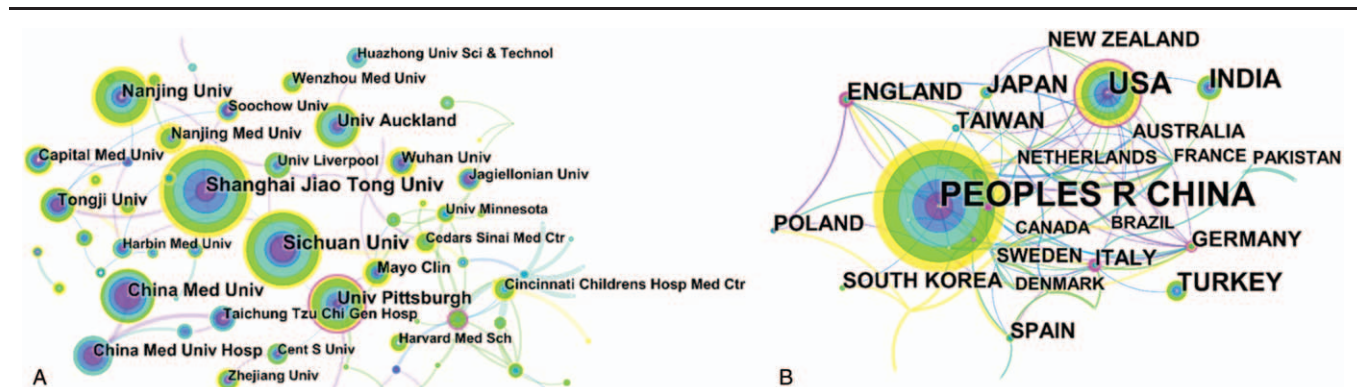 Huazhong Univ Sci & Technol
Wenzhou Med Univ
Nanjing Univ
Soochow Univ
Univ Auckland
Nanjing Med Univ
Capital Med Univ
Univ Liverpool
Wuhan Univ
Shanghai Jiao Tong Univ
Jagiellonian Univ
Tongji Univ
Univ Minnesota
Harbin Med Univ
Sichuan Univ
Cedars Sinai Med Ctr
Mayo Clin
China Med Univ
Univ Pittsburgh
Cincinnati Childrens Hosp Med Ctr
Taichung Tzu Chi Gen Hosp
Harvard Med Sch
China Med Univ Hosp
Cent S Univ
Zhejiang Univ
A
NEW ZEALAND
ENGLAND
JAPAN
USA
INDIA
TAIWAN
AUSTRALIA
NETHERLANDS
FRANCE
PAKISTAN
PEOPLES R CHINA
POLAND
CANADA
BRAZIL
GERMANY
SWEDEN
ITALY
SOUTH KOREA
DENMARK
TURKEY
SPAIN
B